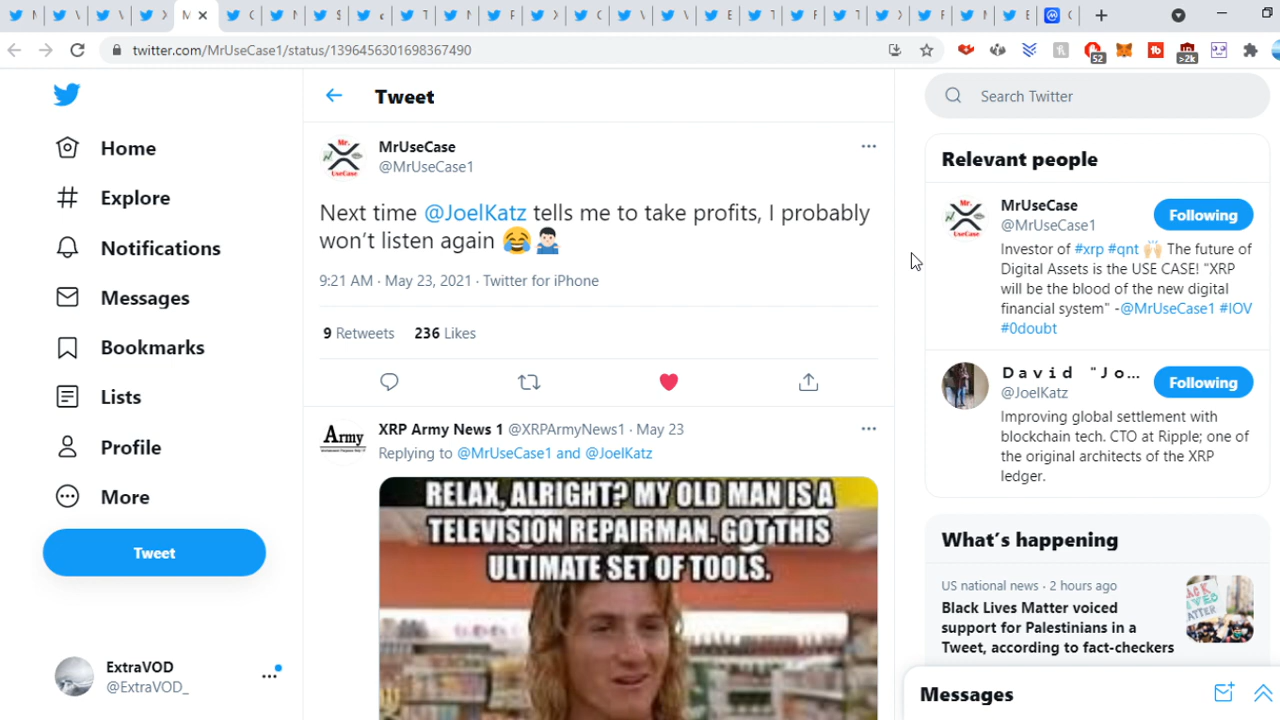 twitter.com/MrUseCase1/status/1396456301698367490
52
>2k
Tweet
Search Twitter
Home
Explore
Notifications
Messages
Bookmarks
Lists
Profile
More
Tweet
ExtraVOD
@ExtraVOD_
MrUseCase
@MrUseCase1
Next time @JoelKatz tells me to take profits, I probably
won't listen again 😂🤷🏻‍♂️
9:21 AM · May 23, 2021 · Twitter for iPhone
9 Retweets 236 Likes
Army
XRP Army News 1 @XRPArmyNews1 · May 23
Replying to @MrUseCase1 and @JoelKatz
RELAX, ALRIGHT? MY OLD MAN IS A
TELEVISION REPAIRMAN. GOT THIS
ULTIMATE SET OF TOOLS.
Relevant people
Mr.
UseCase
MrUseCase
@MrUseCase1
Following
Investor of #xrp #qnt 🙌🏻 The future of
Digital Assets is the USE CASE! "XRP
will be the blood of the new digital
financial system" -@MrUseCase1 #IOV
#0doubt
David "Jo...
@JoelKatz
Following
Improving global settlement with
blockchain tech. CTO at Ripple; one of
the original architects of the XRP
ledger.
What's happening
US national news · 2 hours ago
Black Lives Matter voiced
support for Palestinians in a
Tweet, according to fact-checkers
Messages